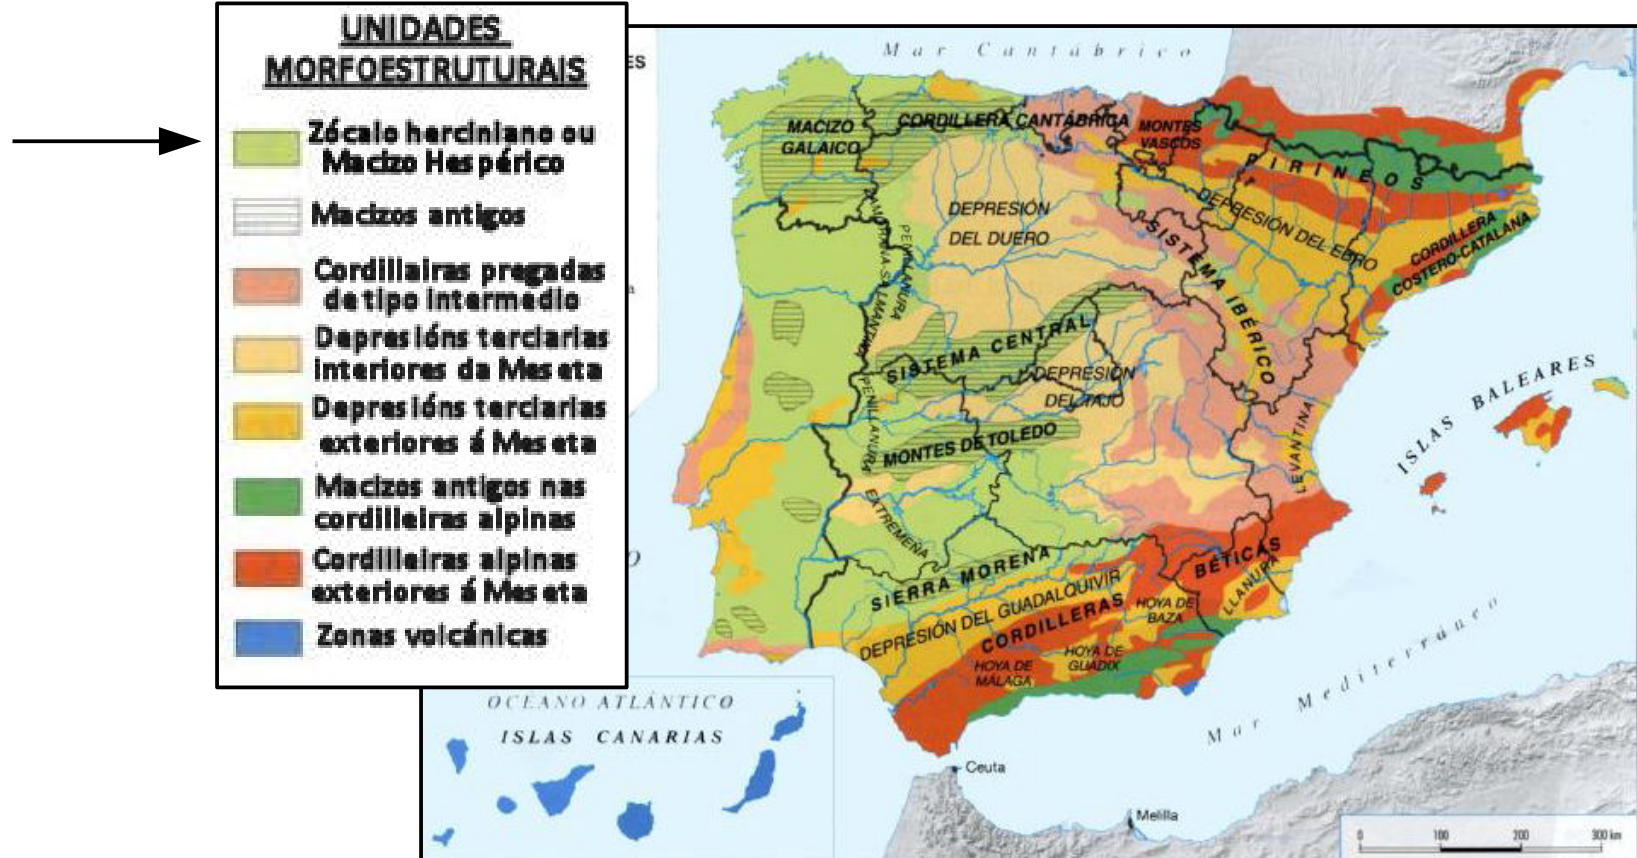 UNIDADES
MORFOESTRUTURAIS
Zócalo herciniano ou
Macizo Hespérico
Macizos antigos
Cordillairas pregadas
de tipo intermedio
Depresións terciarias
interiores da Meseta
Depresións terciarias
exteriores á Meseta
Macizos antigos nas
cordilleiras alpinas
Cordilleiras alpinas
exteriores á Meseta
Zonas volcánicas
ES
Mar Cantábrico
MACIZO
GALAICO
CORDILLERA CANTÁBRICA
MONTES
VASCOS
PIRINEOS
DEPRESIÓN
DEL DUERO
DEPRESIÓN DEL EBRO
CORDILLERA
COSTERO-CATALANA
SISTEMA IBÉRICO
PENILLANURA
SISTEMA CENTRAL
DEPRESIÓN
DEL TAJO
PENILLANURA
EXTREMEÑA
MONTES DE TOLEDO
LEVANTINA
ISLAS BALEARES
SIERRA MORENA
DEPRESIÓN DEL GUADALQUIVIR
CORDILLERAS
BÉTICAS
LLANURA
HOYA DE
BAZA
HOYA DE
GUADIX
HOYA DE
MÁLAGA
Mar Mediterráneo
OCÉANO ATLÁNTICO
ISLAS CANARIAS
Ceuta
Melilla
0 100 200 300 km